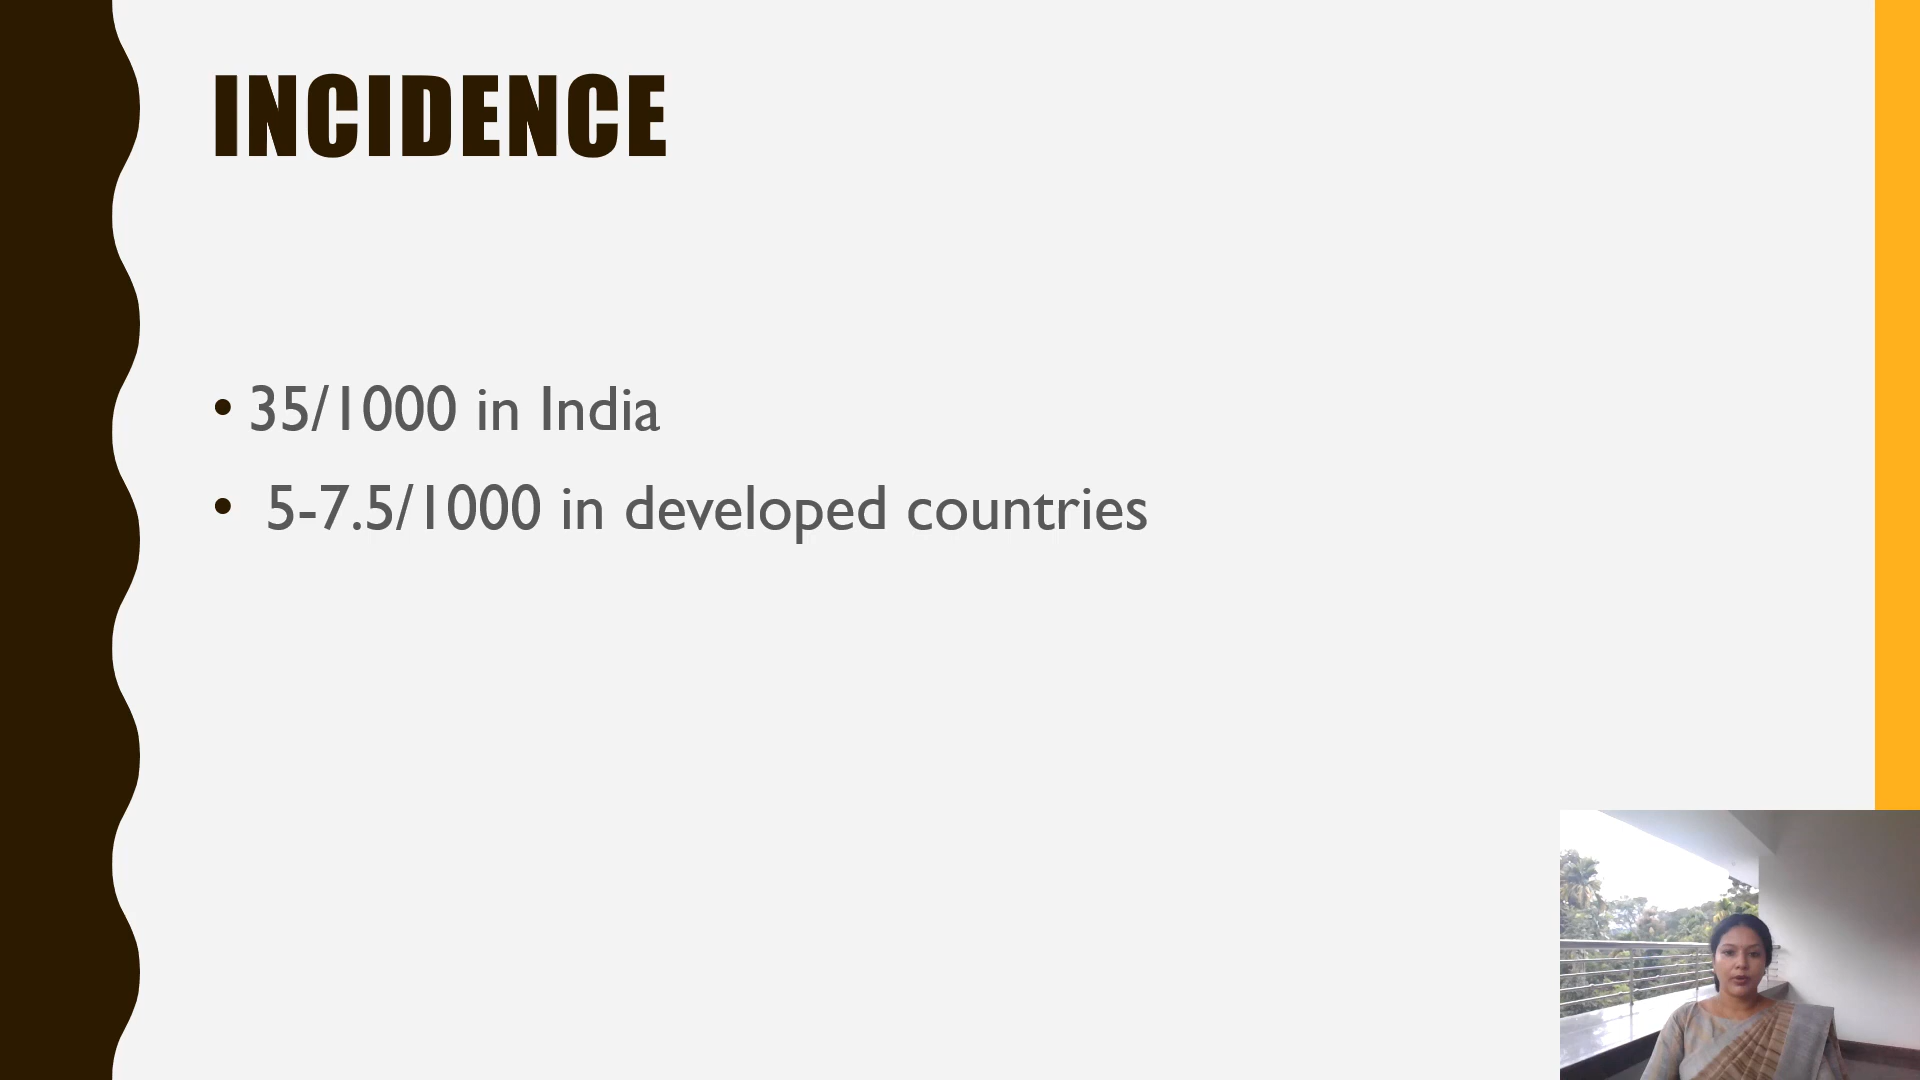 INCIDENCE
• 35/1000 in India
• 5-7.5/1000 in developed countries